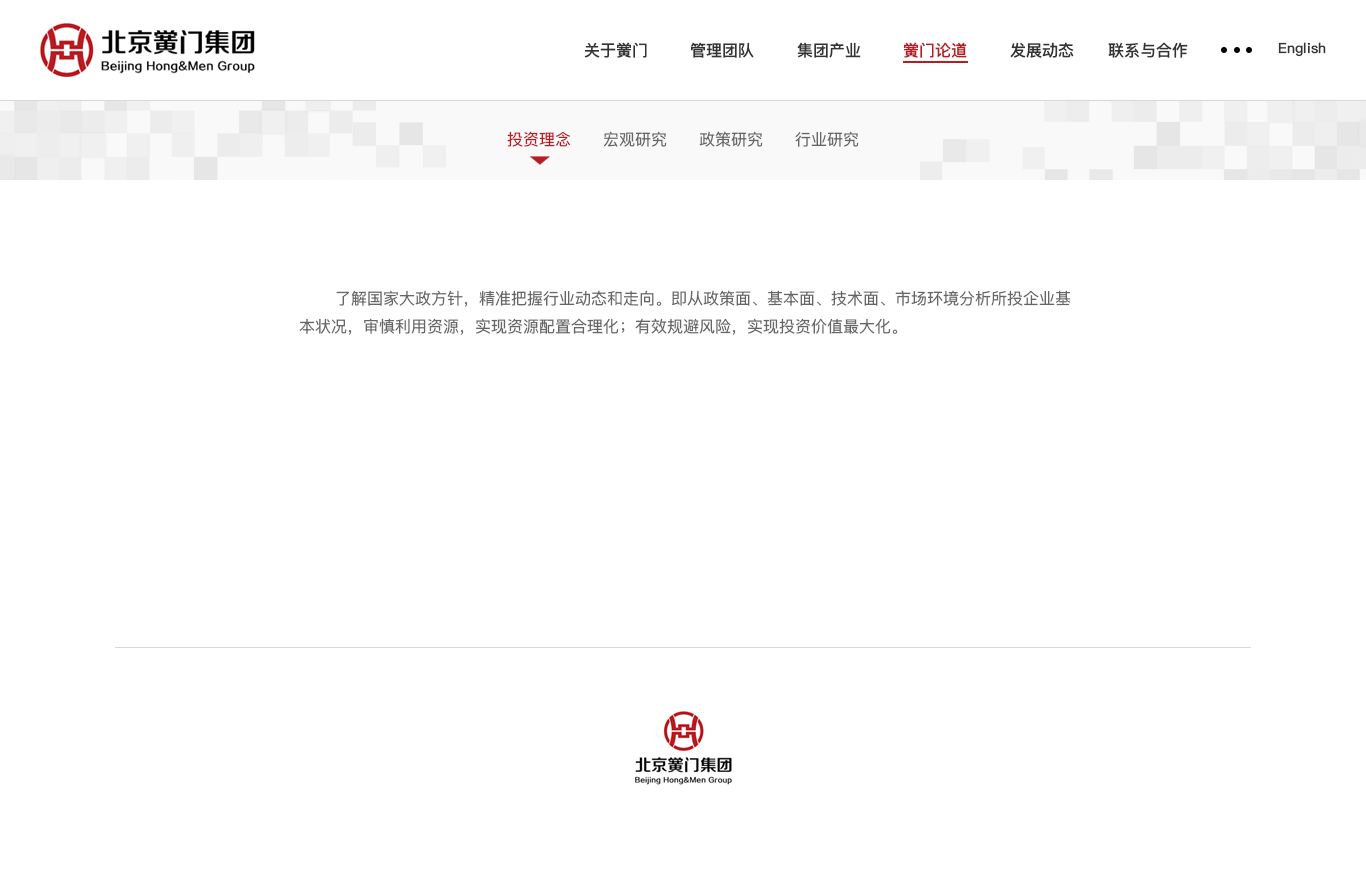 北京黉门集团
Beijing Hong&Men Group
关于黉门
管理团队
集团产业
黉门论道
发展动态
联系与合作
English
投资理念
宏观研究
政策研究
行业研究
了解国家大政方针，精准把握行业动态和走向。即从政策面、基本面、技术面、市场环境分析所投企业基
本状况，审慎利用资源，实现资源配置合理化；有效规避风险，实现投资价值最大化。
北京黉门集团
Beijing Hong&Men Group